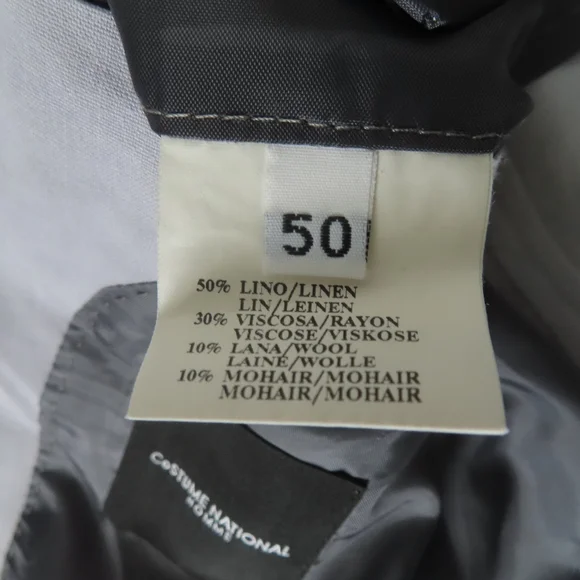 50
50% LINO/LINEN
LIN/LEINEN
30% VISCOSA/RAYON
VISCOSE/VISKOSE
10% LANA/WOOL
LAINE/WOLLE
10% MOHAIR/MOHAIR
MOHAIR/MOHAIR
CoSTUME NATIONAL
HOMME